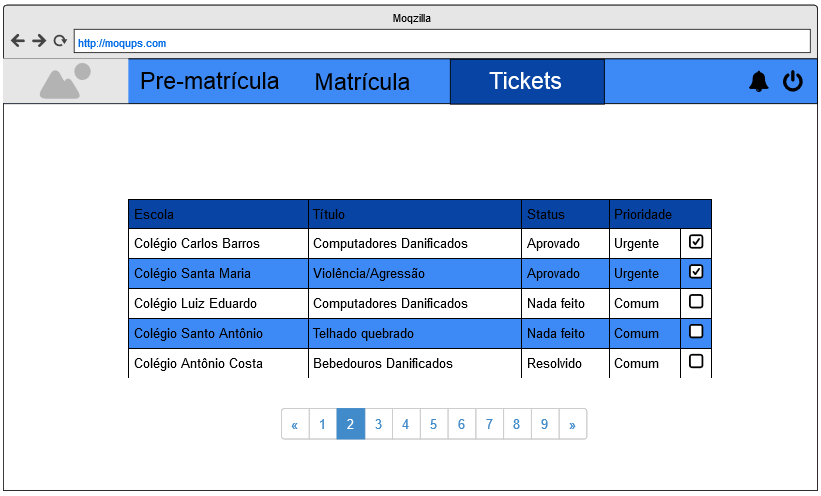 Moqzilla
http://moqups.com
Pre-matrícula Matrícula Tickets
Escola Título Status Prioridade
Colégio Carlos Barros Computadores Danificados Aprovado Urgente
Colégio Santa Maria Violência/Agressão Aprovado Urgente
Colégio Luiz Eduardo Computadores Danificados Nada feito Comum
Colégio Santo Antônio Telhado quebrado Nada feito Comum
Colégio Antônio Costa Bebedouros Danificados Resolvido Comum
« 1 2 3 4 5 6 7 8 9 »